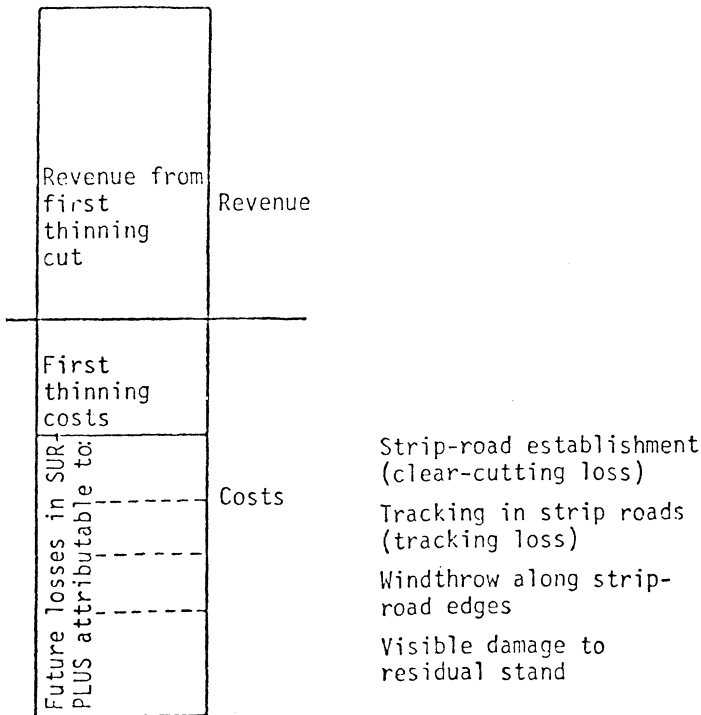 Revenue from
first
thinning
cut
Revenue
First
thinning
costs
Future losses in SUR-
PLUS attributable to:
Costs
Strip-road establishment
(clear-cutting loss)
Tracking in strip roads
(tracking loss)
Windthrow along strip-
road edges
Visible damage to
residual stand